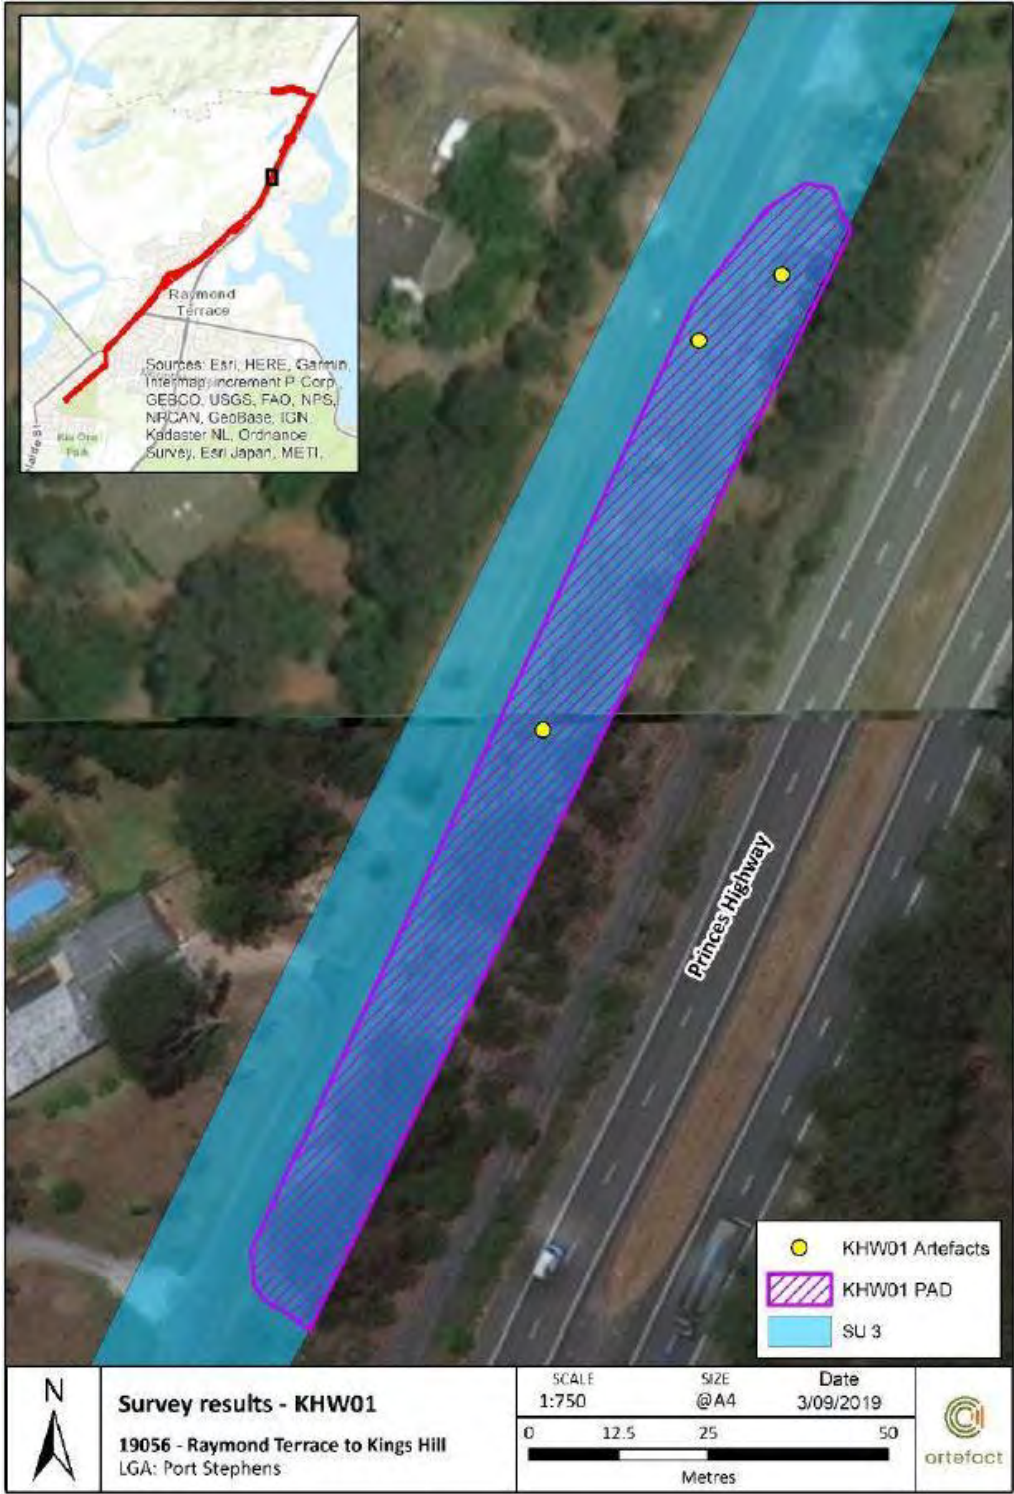 Raymond
Terrace
Sources: Esri, HERE, Garmin,
Intermap, increment P Corp.,
GEBCO, USGS, FAO, NPS,
NRCAN, GeoBase, IGN,
Kadaster NL, Ordnance
Survey, Esri Japan, METI,
Kia Ora
Park
Princes Highway
KHW01 Artefacts
KHW01 PAD
SU 3
N
Survey results - KHW01
19056 - Raymond Terrace to Kings Hill
LGA: Port Stephens
SCALE SIZE Date
1:750 @A4 3/09/2019
0 12.5 25 50
Metres
artefact